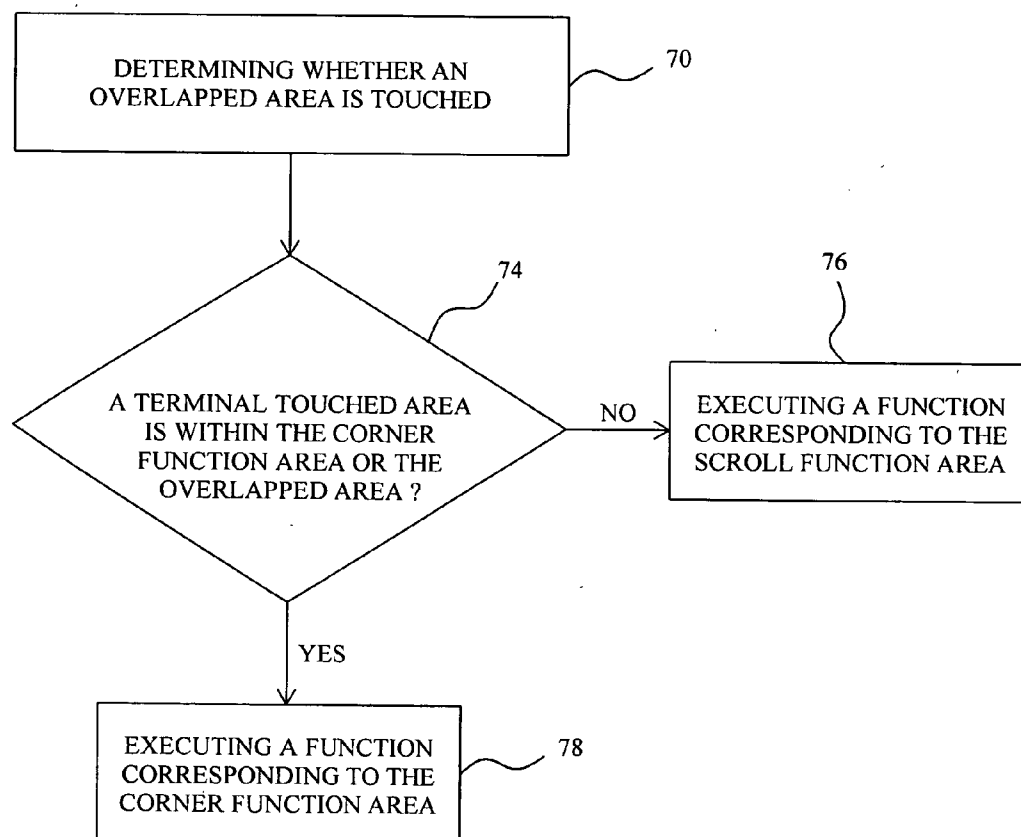 DETERMINING WHETHER AN
OVERLAPPED AREA IS TOUCHED
70
74
A TERMINAL TOUCHED AREA
IS WITHIN THE CORNER
FUNCTION AREA OR THE
OVERLAPPED AREA ?
NO
76
EXECUTING A FUNCTION
CORRESPONDING TO THE
SCROLL FUNCTION AREA
YES
EXECUTING A FUNCTION
CORRESPONDING TO THE
CORNER FUNCTION AREA
78